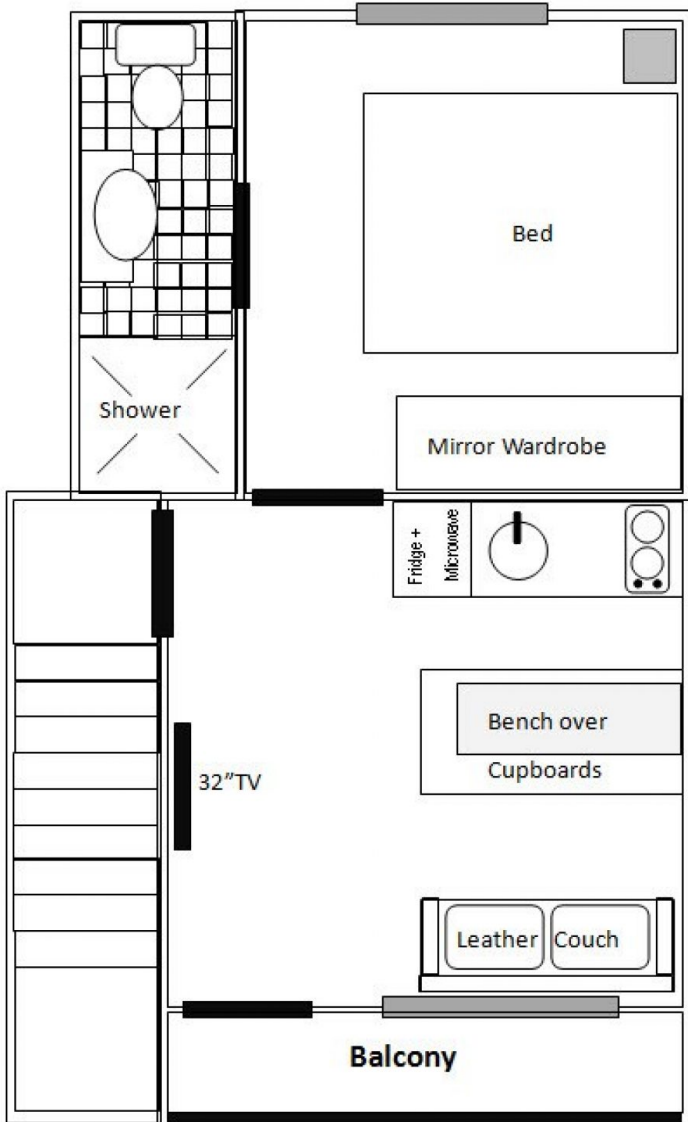 Bed
Shower
Mirror Wardrobe
Fridge +
Microwave
Bench over
Cupboards
32”TV
Leather Couch
Balcony